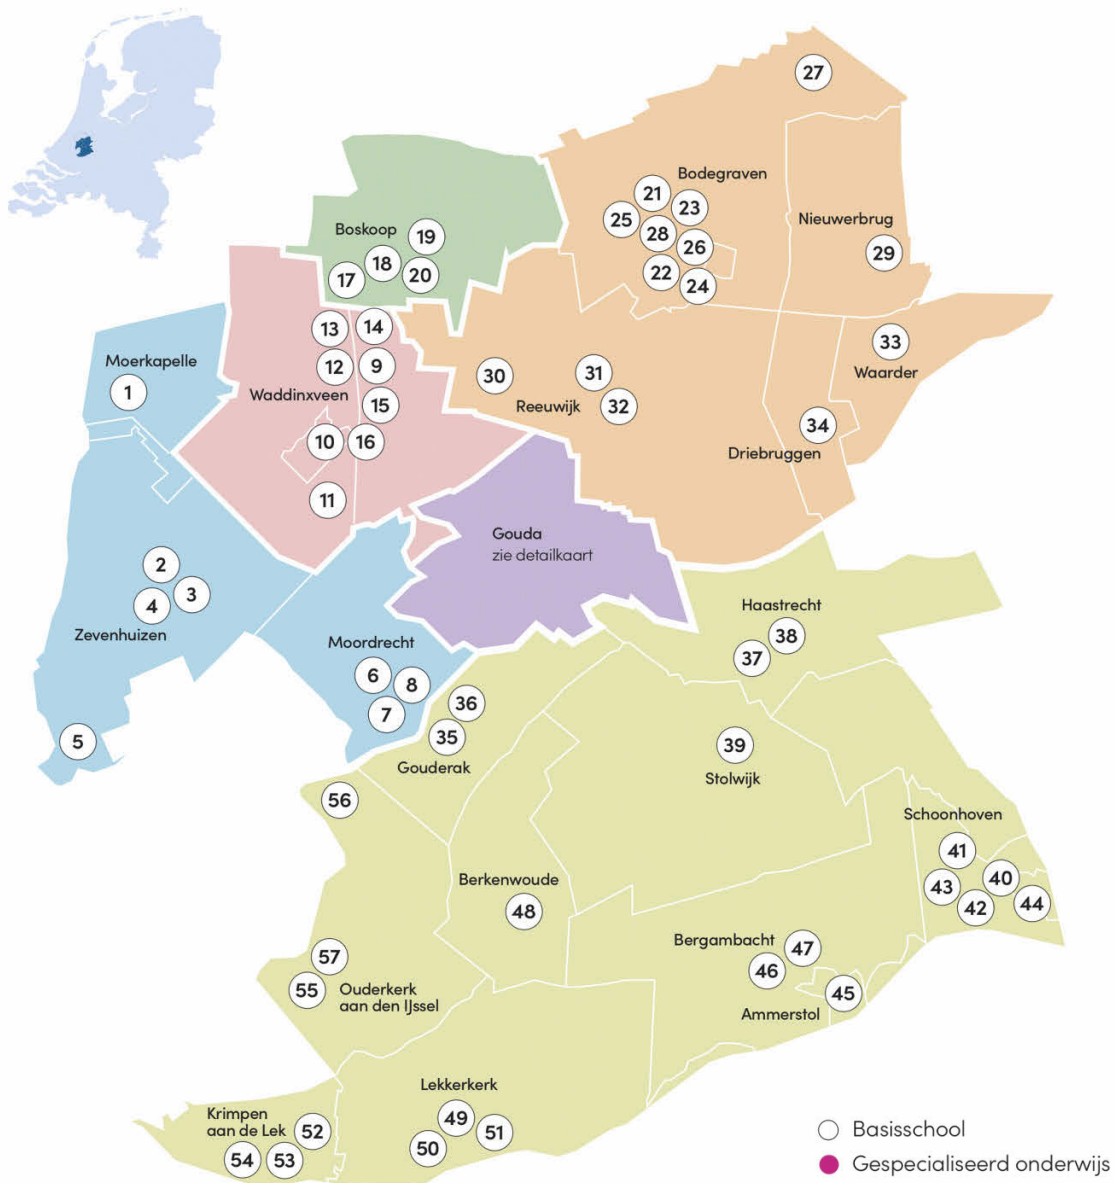 27
Bodegraven
21
23
25
28
26
22
24
Nieuwerbrug
29
Boskoop
19
18
17
20
13
14
12
9
Waddinxveen
15
10
16
11
Moerkapelle
1
30
31
Reeuwijk
32
33
Waarder
34
Driebruggen
Gouda
zie detailkaart
2
3
4
Zevenhuizen
5
Moordrecht
6
8
7
36
35
Gouderak
Haastrecht
38
37
39
Stolwijk
56
Schoonhoven
41
40
43
42
44
Berkenwoude
48
Bergambacht
47
46
45
Ammerstol
57
55
Ouderkerk
aan den IJssel
Lekkerkerk
49
51
50
Krimpen
aan de Lek
52
54
53
Basisschool
Gespecialiseerd onderwijs